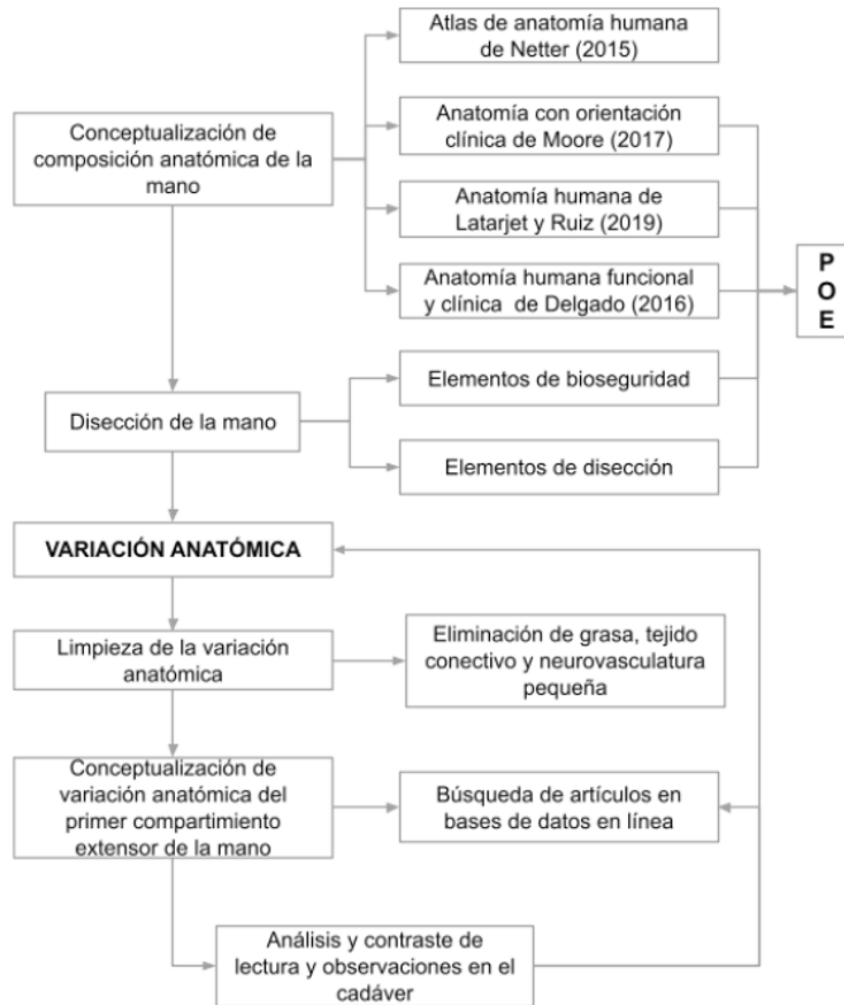 Atlas de anatomía humana
de Netter (2015)
Conceptualización de
composición anatómica de la
mano
Anatomía con orientación
clínica de Moore (2017)
Anatomía humana de
Latarjet y Ruiz (2019)
Anatomía humana funcional
y clínica de Delgado (2016)
P
O
E
Elementos de bioseguridad
Disección de la mano
Elementos de disección
VARIACIÓN ANATÓMICA
Limpieza de la variación
anatómica
Eliminación de grasa, tejido
conectivo y neurovasculatura
pequeña
Conceptualización de
variación anatómica del
primer compartimiento
extensor de la mano
Búsqueda de artículos en
bases de datos en línea
Análisis y contraste de
lectura y observaciones en el
cadáver